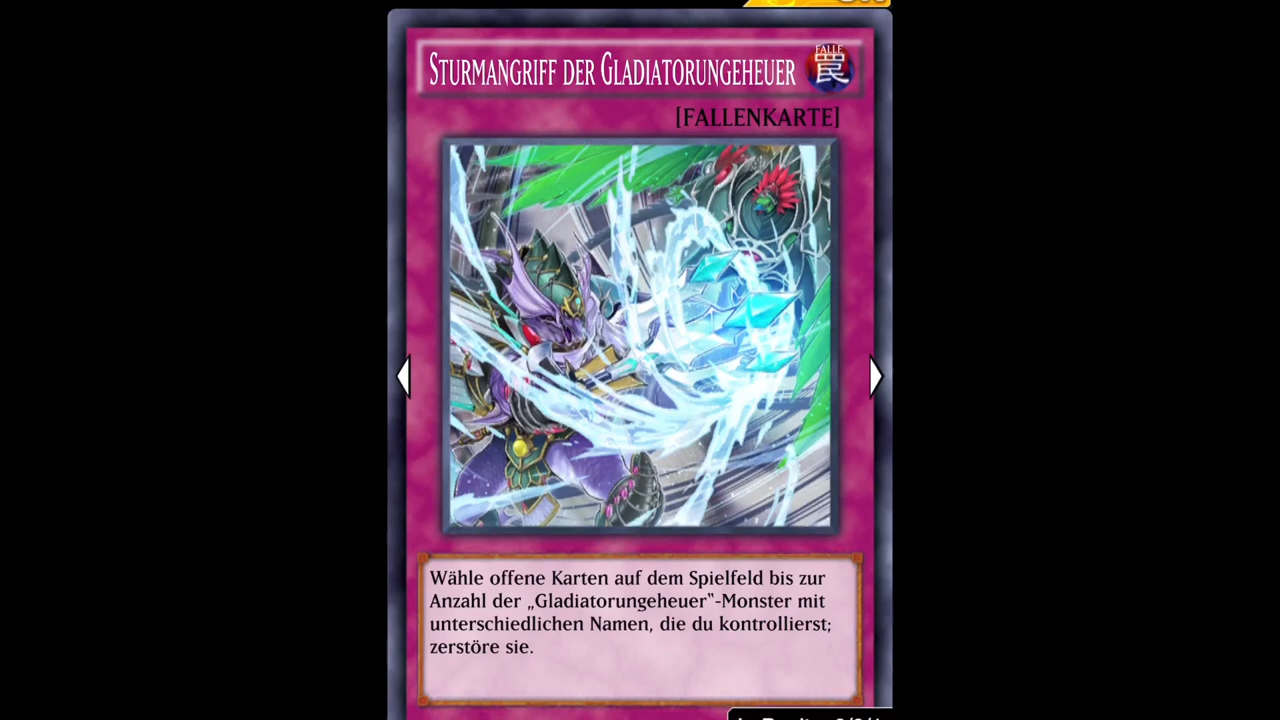 STURMANGRIFF DER GLADIATORUNGEHEUER
FALLE
罠
[FALLENKARTE]
Wähle offene Karten auf dem Spielfeld bis zur
Anzahl der „Gladiatorungeheuer‟-Monster mit
unterschiedlichen Namen, die du kontrollierst;
zerstöre sie.